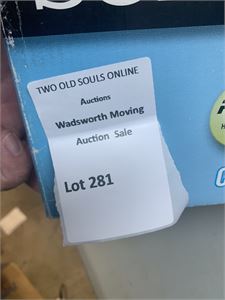 TWO OLD SOULS ONLINE
Auctions
Wadsworth Moving
Auction Sale
Lot 281